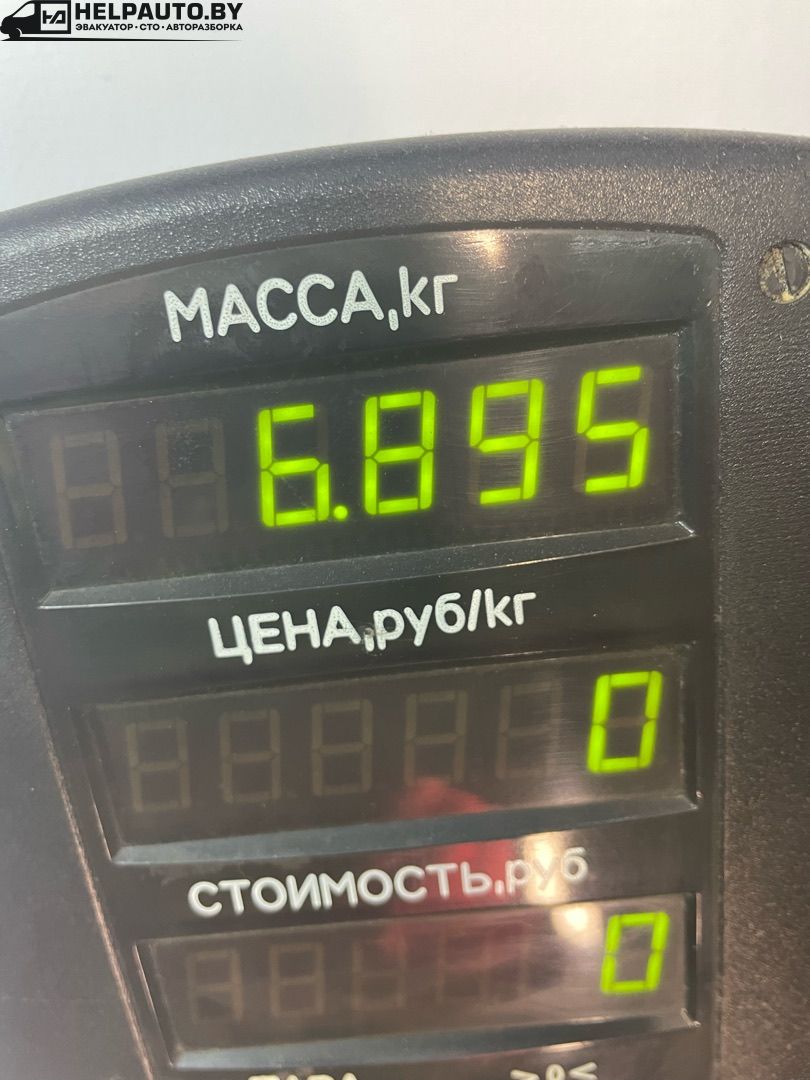 HELPAUTO.BY
ЭВАКУАТОР • СТО • АВТОРАЗБОРКА
МАССА,кг
6.895
ЦЕНА,руб/кг
0
СТОИМОСТЬ,руб
0